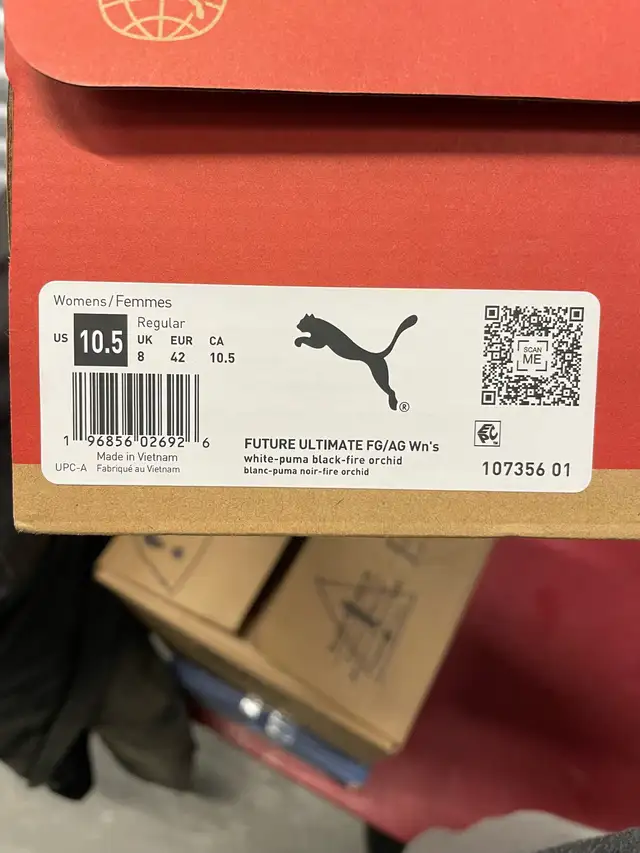 Womens/Femmes
Regular
US 10.5
UK EUR CA
8 42 10.5
1 96856 02692 6
Made in Vietnam
UPC-A Fabriqué au Vietnam
®
FUTURE ULTIMATE FG/AG Wn's
white-puma black-fire orchid
blanc-puma noir-fire orchid
SCAN
ME
107356 01